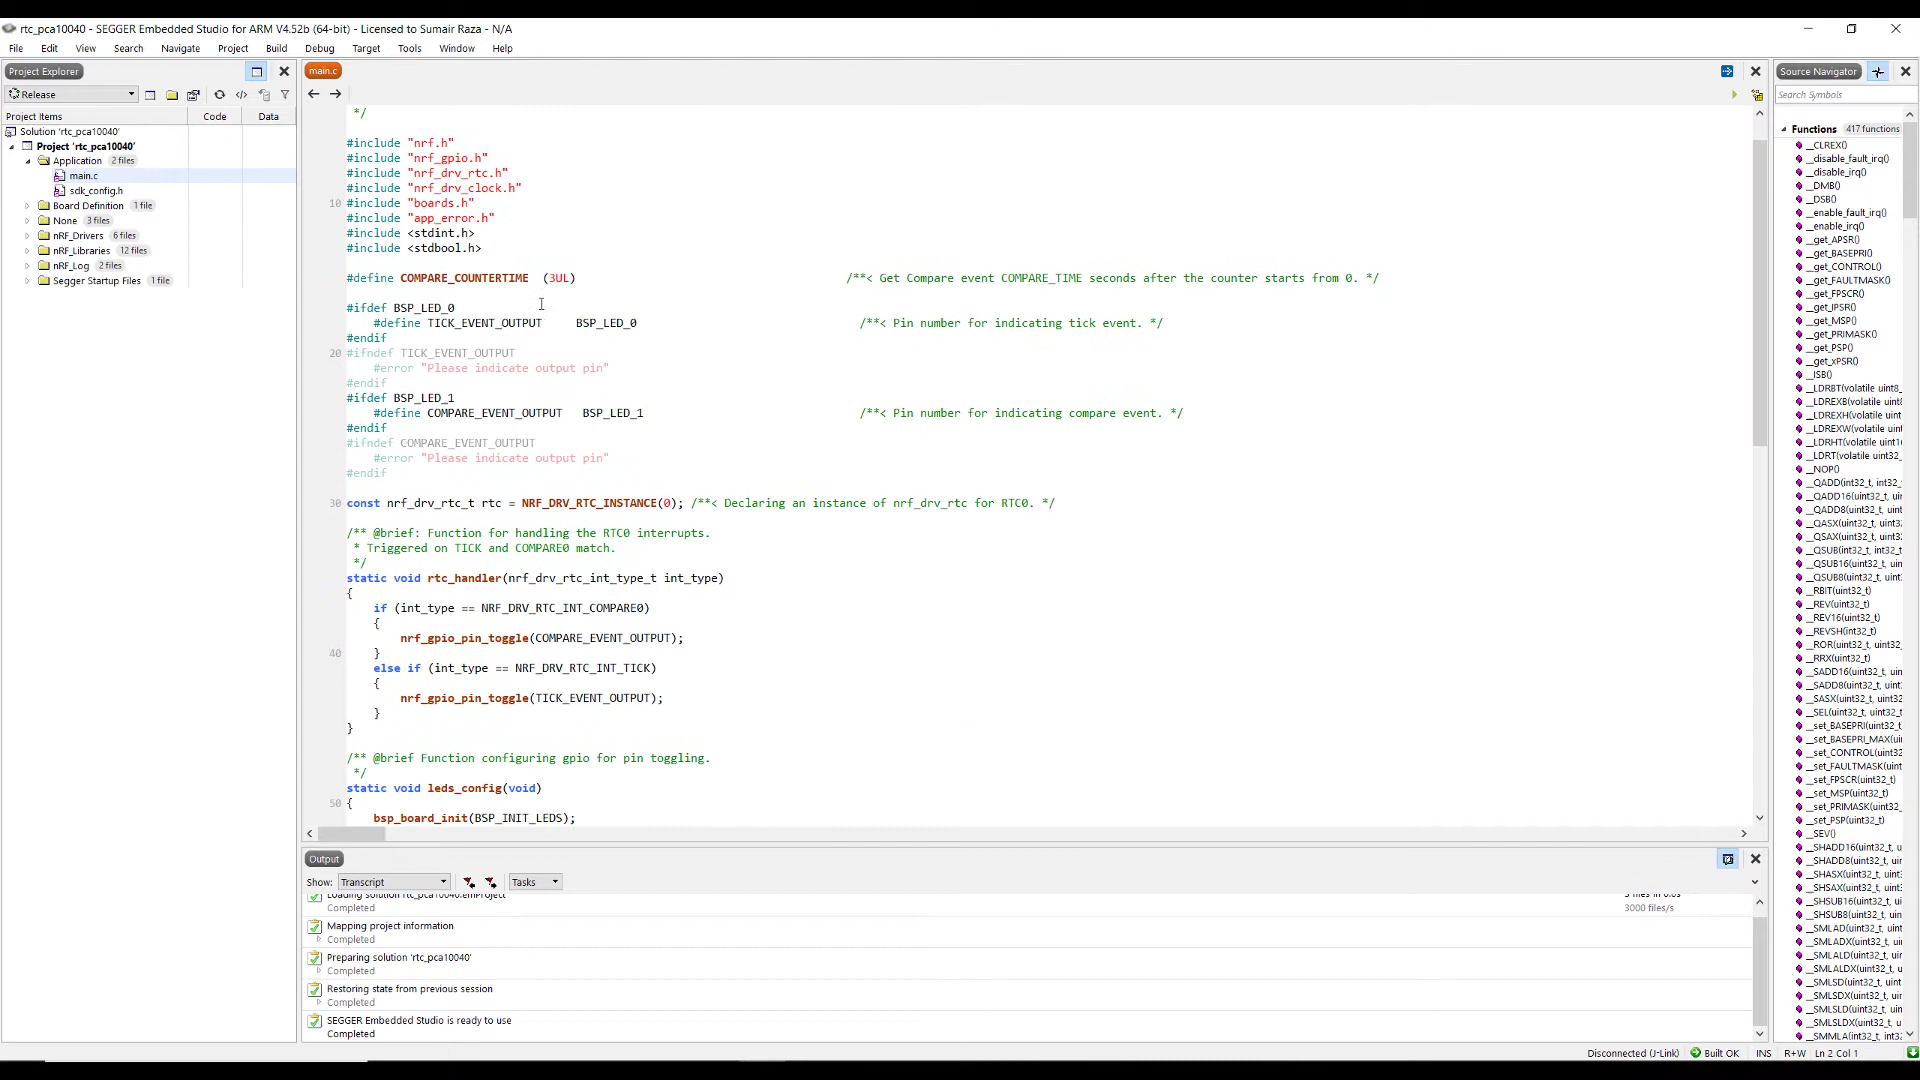 rtc_pca10040 - SEGGER Embedded Studio for ARM V4.52b (64-bit) - Licensed to Sumair Raza - N/A
File Edit View Search Navigate Project Build Debug Target Tools Window Help
Project Explorer
Release
Project Items Code Data
Solution 'rtc_pca10040'
Project 'rtc_pca10040'
Application 2 files
main.c
sdk_config.h
Board Definition 1 file
None 3 files
nRF_Drivers 6 files
nRF_Libraries 12 files
nRF_Log 2 files
Segger Startup Files 1 file
main.c
*/
#include "nrf.h"
#include "nrf_gpio.h"
#include "nrf_drv_rtc.h"
#include "nrf_drv_clock.h"
10 #include "boards.h"
#include "app_error.h"
#include <stdint.h>
#include <stdbool.h>
#define COMPARE_COUNTERTIME (3UL) /**< Get Compare event COMPARE_TIME seconds after the counter starts from 0. */
#ifdef BSP_LED_0
#define TICK_EVENT_OUTPUT BSP_LED_0 /**< Pin number for indicating tick event. */
#endif
20 #ifndef TICK_EVENT_OUTPUT
#error "Please indicate output pin"
#endif
#ifdef BSP_LED_1
#define COMPARE_EVENT_OUTPUT BSP_LED_1 /**< Pin number for indicating compare event. */
#endif
#ifndef COMPARE_EVENT_OUTPUT
#error "Please indicate output pin"
#endif
30 const nrf_drv_rtc_t rtc = NRF_DRV_RTC_INSTANCE(0); /**< Declaring an instance of nrf_drv_rtc for RTC0. */
/** @brief: Function for handling the RTC0 interrupts.
* Triggered on TICK and COMPARE0 match.
*/
static void rtc_handler(nrf_drv_rtc_int_type_t int_type)
{
if (int_type == NRF_DRV_RTC_INT_COMPARE0)
{
nrf_gpio_pin_toggle(COMPARE_EVENT_OUTPUT);
40 }
else if (int_type == NRF_DRV_RTC_INT_TICK)
{
nrf_gpio_pin_toggle(TICK_EVENT_OUTPUT);
}
}
/** @brief Function configuring gpio for pin toggling.
*/
static void leds_config(void)
50 {
bsp_board_init(BSP_INIT_LEDS);
Output
Show: Transcript Tasks
Loading solution rtc_pca10040.emProject
Completed 3000 files/s
Mapping project information
Completed
Preparing solution 'rtc_pca10040'
Completed
Restoring state from previous session
Completed
SEGGER Embedded Studio is ready to use
Completed
Source Navigator
Search Symbols
Functions 417 functions
__CLREX()
__disable_fault_irq()
__disable_irq()
__DMB()
__DSB()
__enable_fault_irq()
__enable_irq()
__get_APSR()
__get_BASEPRI()
__get_CONTROL()
__get_FAULTMASK()
__get_FPSCR()
__get_IPSR()
__get_MSP()
__get_PRIMASK()
__get_PSP()
__get_xPSR()
__ISB()
__LDRBT(volatile uint8_
__LDREXB(volatile uint8
__LDREXH(volatile uint1
__LDREXW(volatile uint3
__LDRHT(volatile uint16
__LDRT(volatile uint32_
__NOP()
__QADD(int32_t, int32_t
__QADD16(uint32_t, uint
__QADD8(uint32_t, uint3
__QASX(uint32_t, uint32
__QSAX(uint32_t, uint32
__QSUB(int32_t, int32_t
__QSUB16(uint32_t, uint
__QSUB8(uint32_t, uint3
__RBIT(uint32_t)
__REV(uint32_t)
__REV16(uint32_t)
__REVSH(int32_t)
__ROR(uint32_t, uint32_t
__RRX(uint32_t)
__SADD16(uint32_t, uint
__SADD8(uint32_t, uint3
__SASX(uint32_t, uint32
__SEL(uint32_t, uint32_t
__set_BASEPRI(uint32_t)
__set_BASEPRI_MAX(uin
__set_CONTROL(uint32
__set_FAULTMASK(uint3
__set_FPSCR(uint32_t)
__set_MSP(uint32_t)
__set_PRIMASK(uint32_t
__set_PSP(uint32_t)
__SEV()
__SHADD16(uint32_t, uin
__SHADD8(uint32_t, uint
__SHASX(uint32_t, uint3
__SHSAX(uint32_t, uint3
__SHSUB16(uint32_t, uin
__SHSUB8(uint32_t, uint
__SMLAD(uint32_t, uint3
__SMLADX(uint32_t, uint
__SMLALD(uint32_t, uint
__SMLALDX(uint32_t, uin
__SMLSD(uint32_t, uint3
__SMLSDX(uint32_t, uint
__SMLSLD(uint32_t, uint
__SMLSLDX(uint32_t, uin
__SMMLA(int32_t, int32
Disconnected (J-Link) Built OK INS R+W Ln 2 Col 1